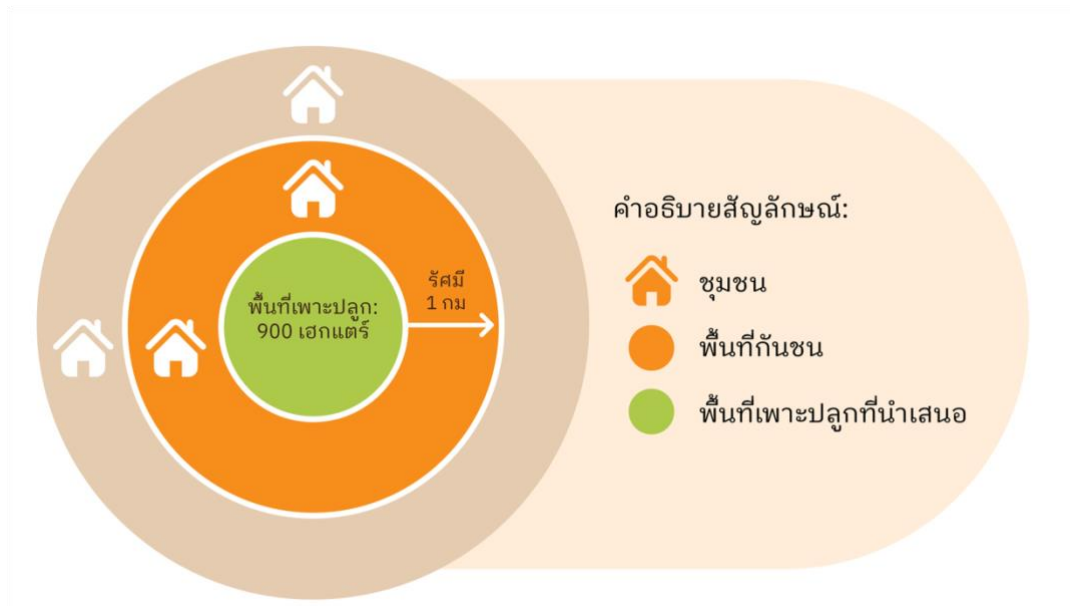 พื้นที่เพาะปลูก:
900 เฮกแตร์
รัศมี
1 กม
คำอธิบายสัญลักษณ์:
ชุมชน
พื้นที่กันชน
พื้นที่เพาะปลูกที่นำเสนอ